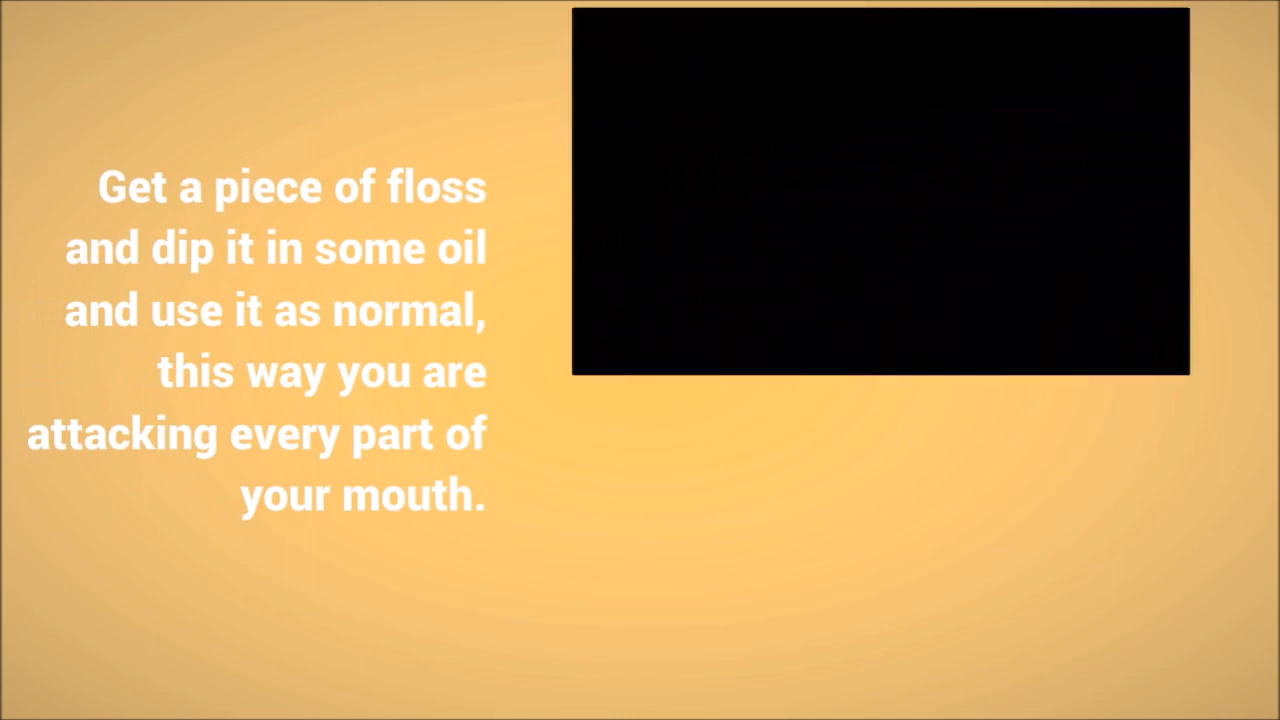 Get a piece of floss
and dip it in some oil
and use it as normal,
this way you are
attacking every part of
your mouth.